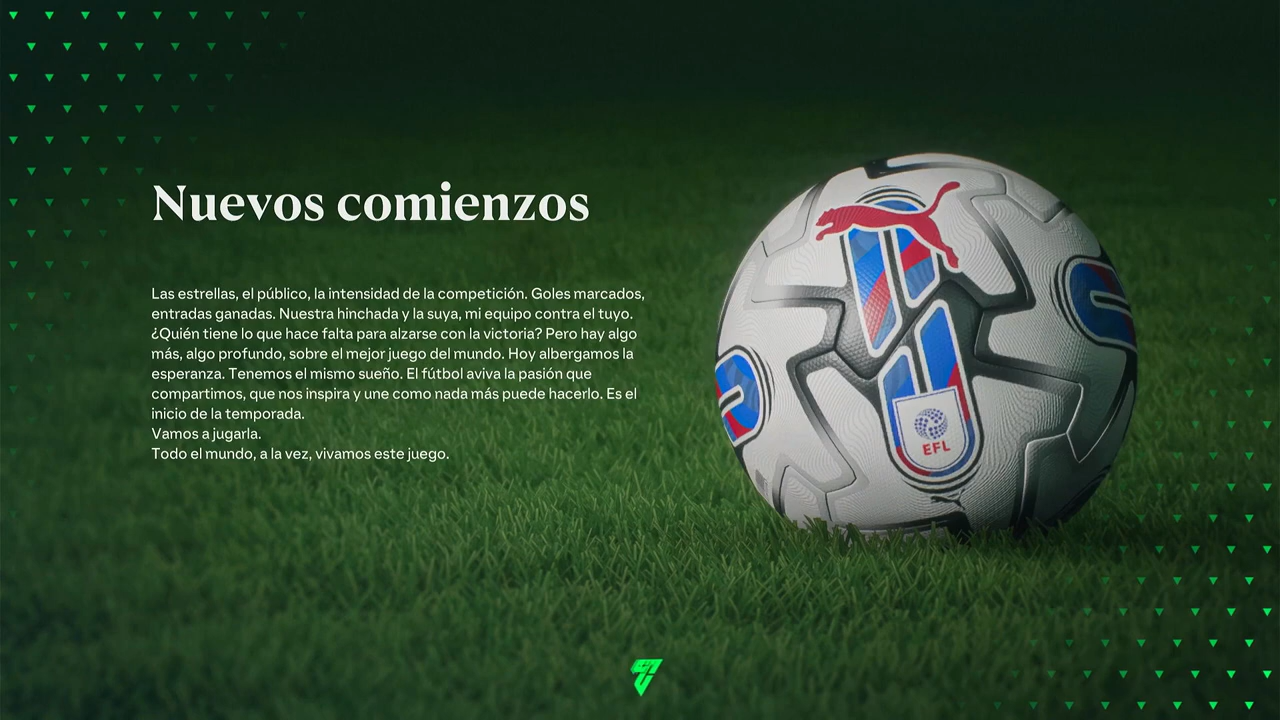 Nuevos comienzos
Las estrellas, el público, la intensidad de la competición. Goles marcados,
entradas ganadas. Nuestra hinchada y la suya, mi equipo contra el tuyo.
¿Quién tiene lo que hace falta para alzarse con la victoria? Pero hay algo
más, algo profundo, sobre el mejor juego del mundo. Hoy albergamos la
esperanza. Tenemos el mismo sueño. El fútbol aviva la pasión que
compartimos, que nos inspira y une como nada más puede hacerlo. Es el
inicio de la temporada.
Vamos a jugarla.
Todo el mundo, a la vez, vivamos este juego.
EFL